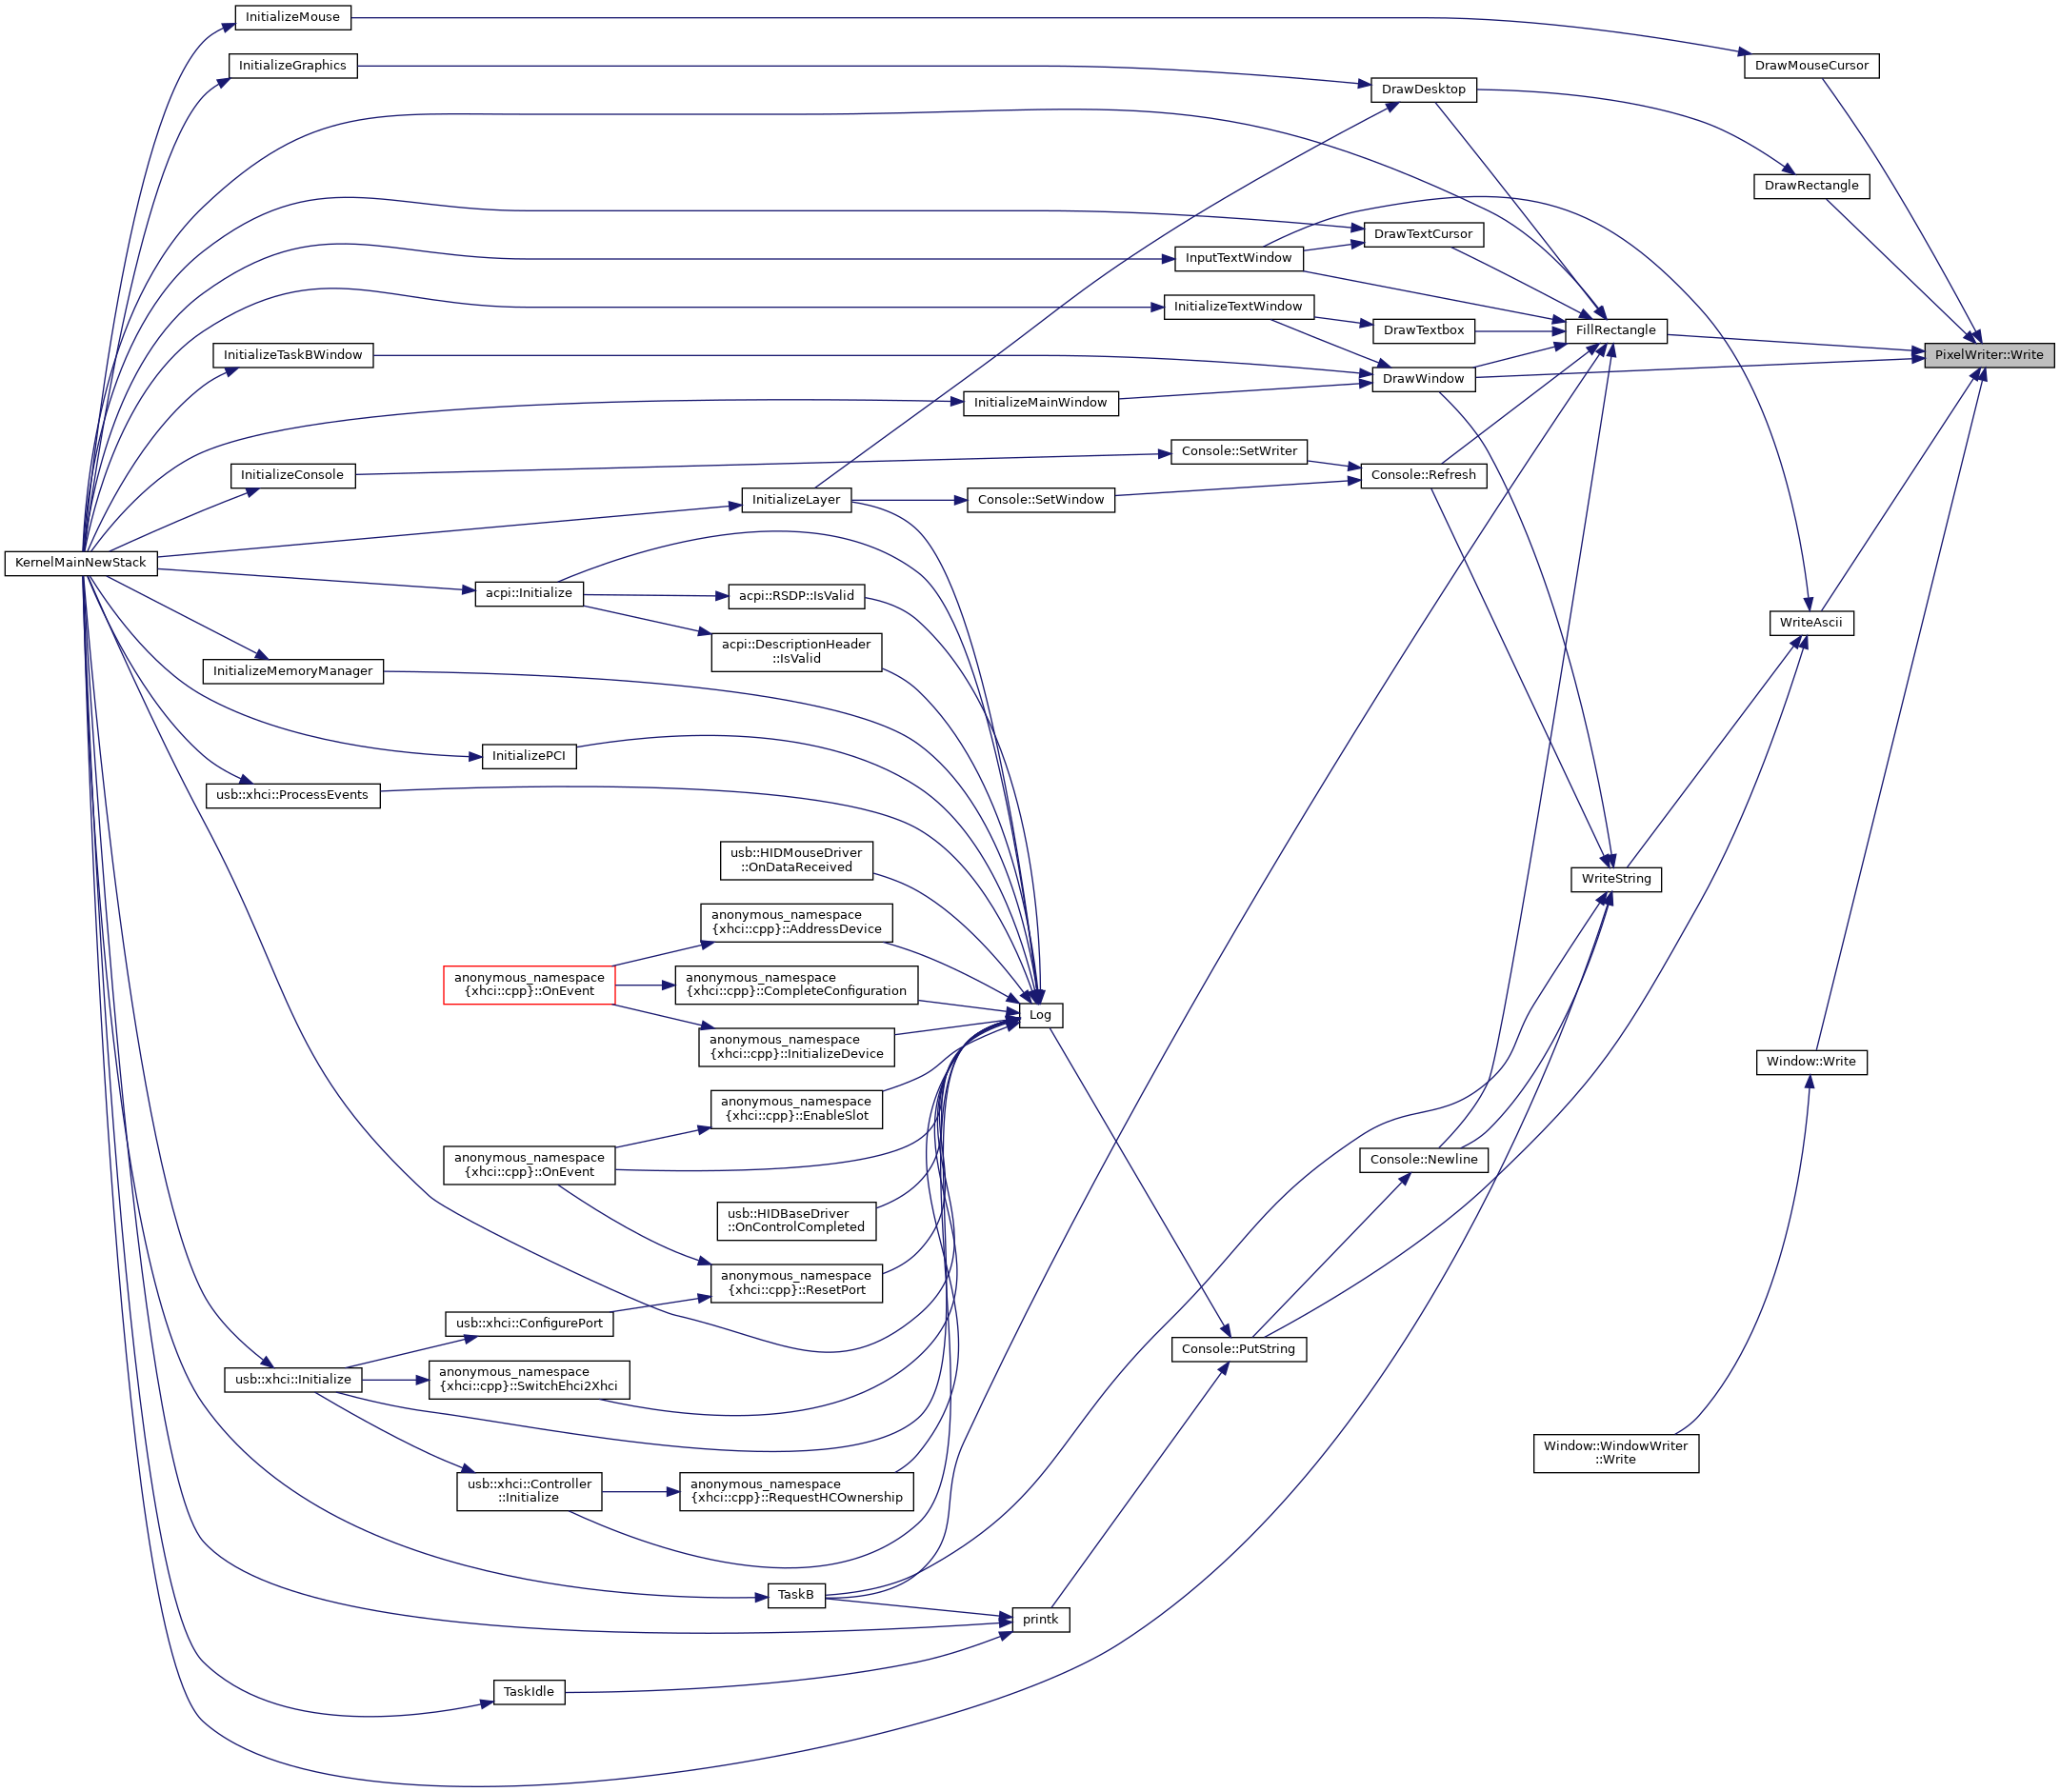 InitializeMouse
InitializeGraphics
DrawMouseCursor
DrawDesktop
DrawRectangle
DrawTextCursor
InputTextWindow
InitializeTextWindow
DrawTextbox
FillRectangle
PixelWriter::Write
InitializeTaskBWindow
DrawWindow
InitializeMainWindow
Console::SetWriter
InitializeConsole
Console::Refresh
InitializeLayer
Console::SetWindow
KernelMainNewStack
acpi::Initialize
acpi::RSDP::IsValid
WriteAscii
acpi::DescriptionHeader
::IsValid
InitializeMemoryManager
InitializePCI
usb::xhci::ProcessEvents
usb::HIDMouseDriver
::OnDataReceived
WriteString
anonymous_namespace
{xhci::cpp}::AddressDevice
anonymous_namespace
{xhci::cpp}::OnEvent
anonymous_namespace
{xhci::cpp}::CompleteConfiguration
Log
anonymous_namespace
{xhci::cpp}::InitializeDevice
Window::Write
anonymous_namespace
{xhci::cpp}::EnableSlot
anonymous_namespace
{xhci::cpp}::OnEvent
Console::Newline
usb::HIDBaseDriver
::OnControlCompleted
anonymous_namespace
{xhci::cpp}::ResetPort
usb::xhci::ConfigurePort
Console::PutString
usb::xhci::Initialize
anonymous_namespace
{xhci::cpp}::SwitchEhci2Xhci
Window::WindowWriter
::Write
usb::xhci::Controller
::Initialize
anonymous_namespace
{xhci::cpp}::RequestHCOwnership
TaskB
printk
TaskIdle